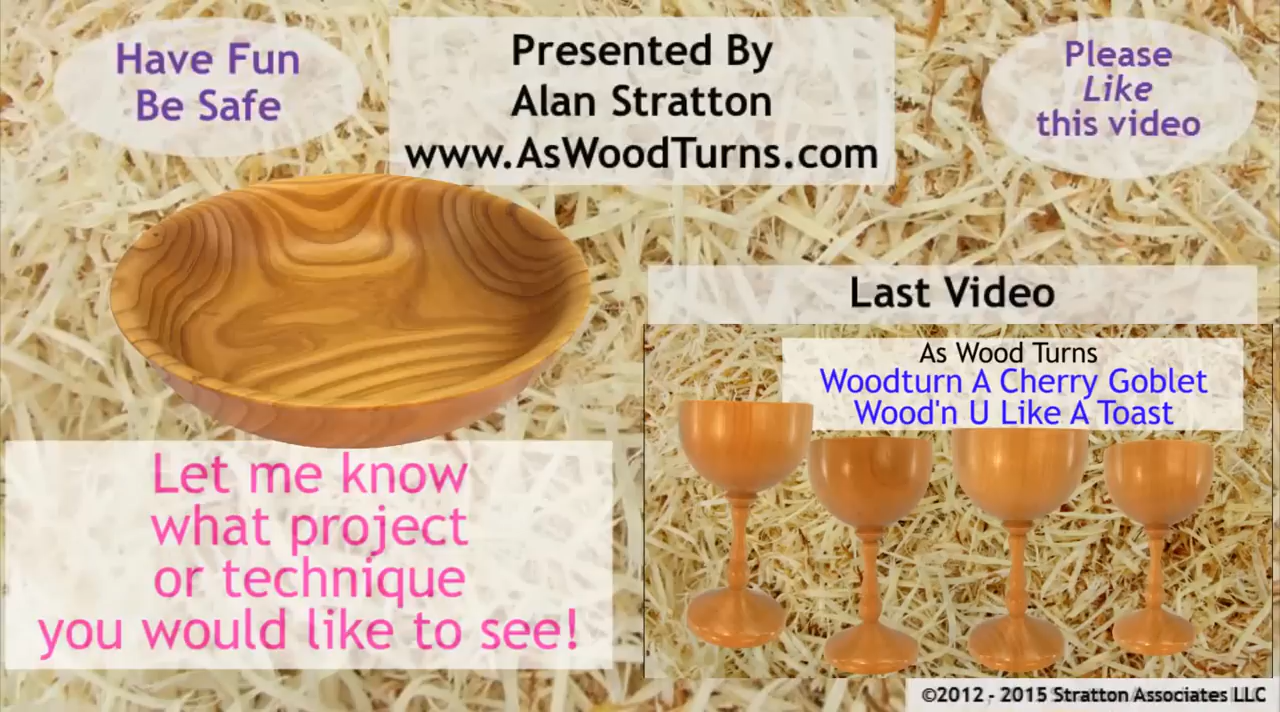 Have Fun
Be Safe
Presented By
Alan Stratton
www.AsWoodTurns.com
Please
Like
this video
Last Video
As Wood Turns
Woodturn A Cherry Goblet
Wood'n U Like A Toast
Let me know
what project
or technique
you would like to see!
©2012 - 2015 Stratton Associates LLC